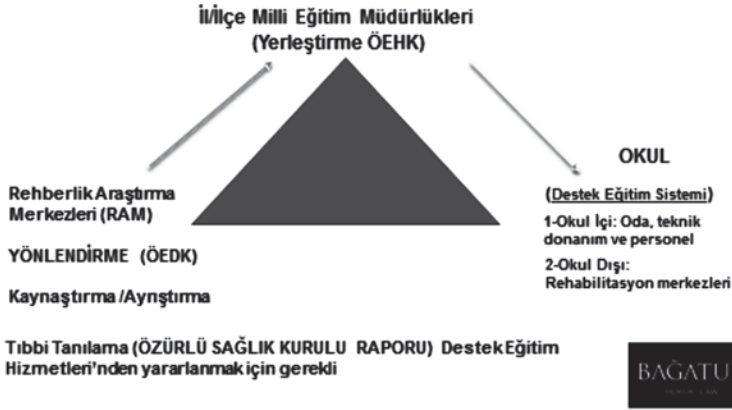 İl/İlçe Milli Eğitim Müdürlükleri
(Yerleştirme ÖEHK)
Rehberlik Araştırma
Merkezleri (RAM)
YÖNLENDİRME (ÖEDK)
Kaynaştırma /Ayrıştırma
OKUL
(Destek Eğitim Sistemi)
1-Okul İçi: Oda, teknik
donanım ve personel
2-Okul Dışı:
Rehabilitasyon merkezleri
Tıbbi Tanılama (ÖZÜRLÜ SAĞLIK KURULU RAPORU) Destek Eğitim
Hizmetleri'nden yararlanmak için gerekli
BAĞATU